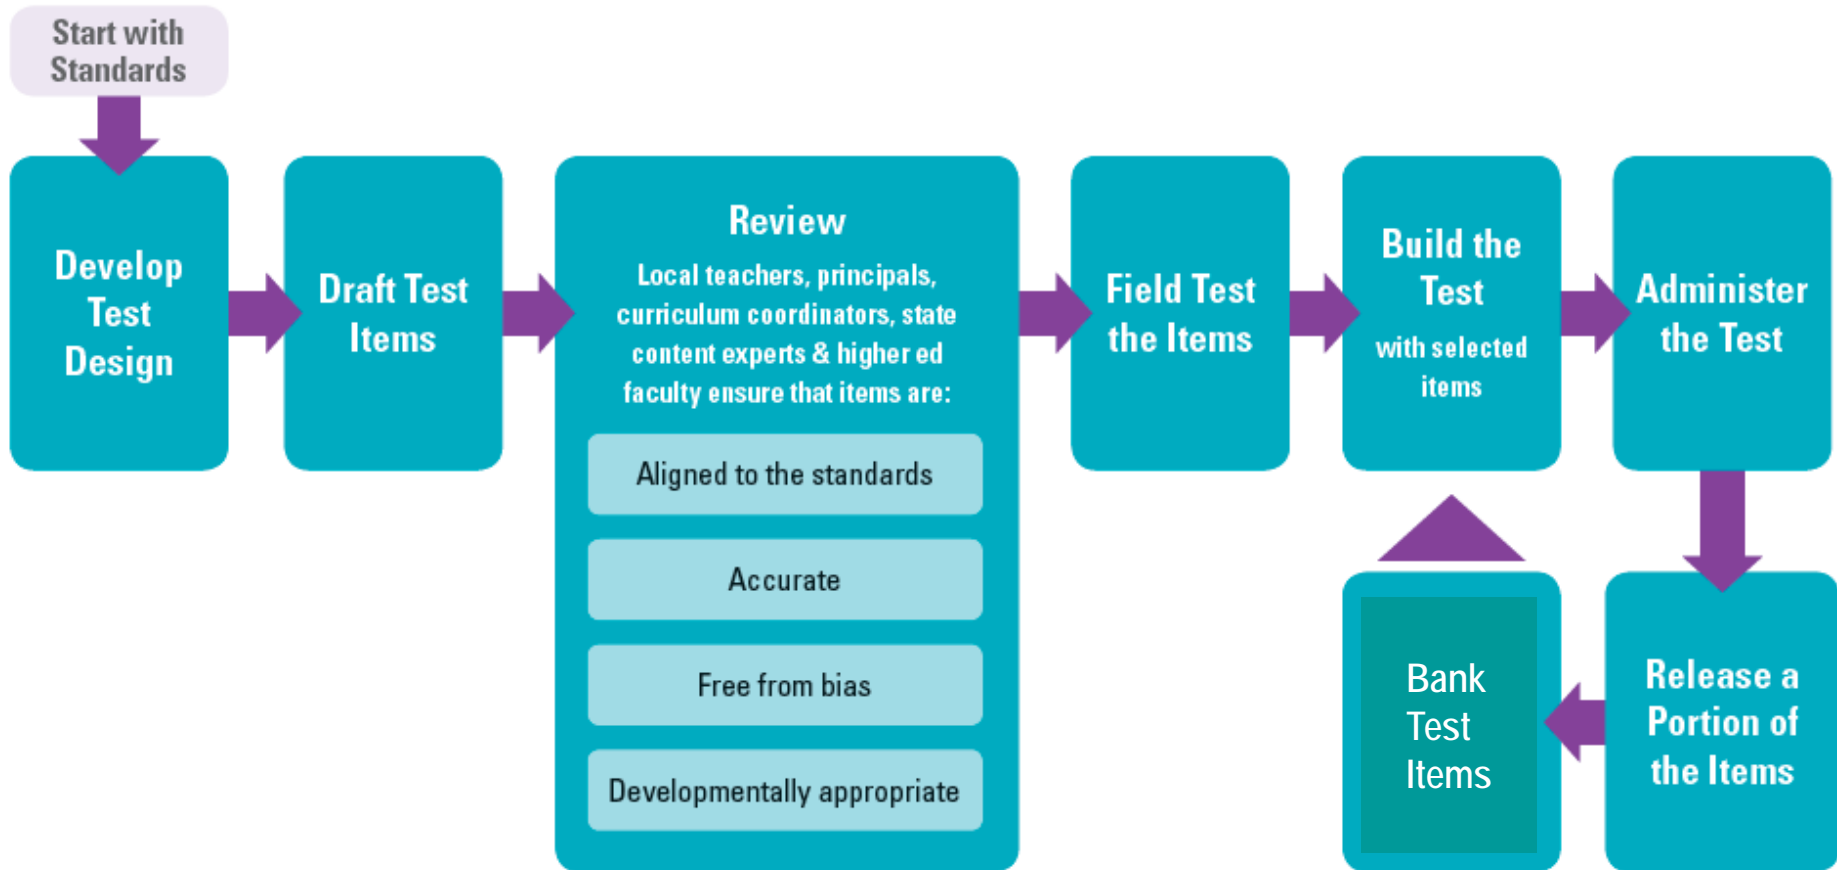 Start with
Standards
Develop
Test
Design
Draft Test
Items
Review
Local teachers, principals,
curriculum coordinators, state
content experts & higher ed
faculty ensure that items are:
Aligned to the standards
Accurate
Free from bias
Developmentally appropriate
Field Test
the Items
Build the
Test
with selected
items
Administer
the Test
Release a
Portion of
the Items
Bank
Test
Items